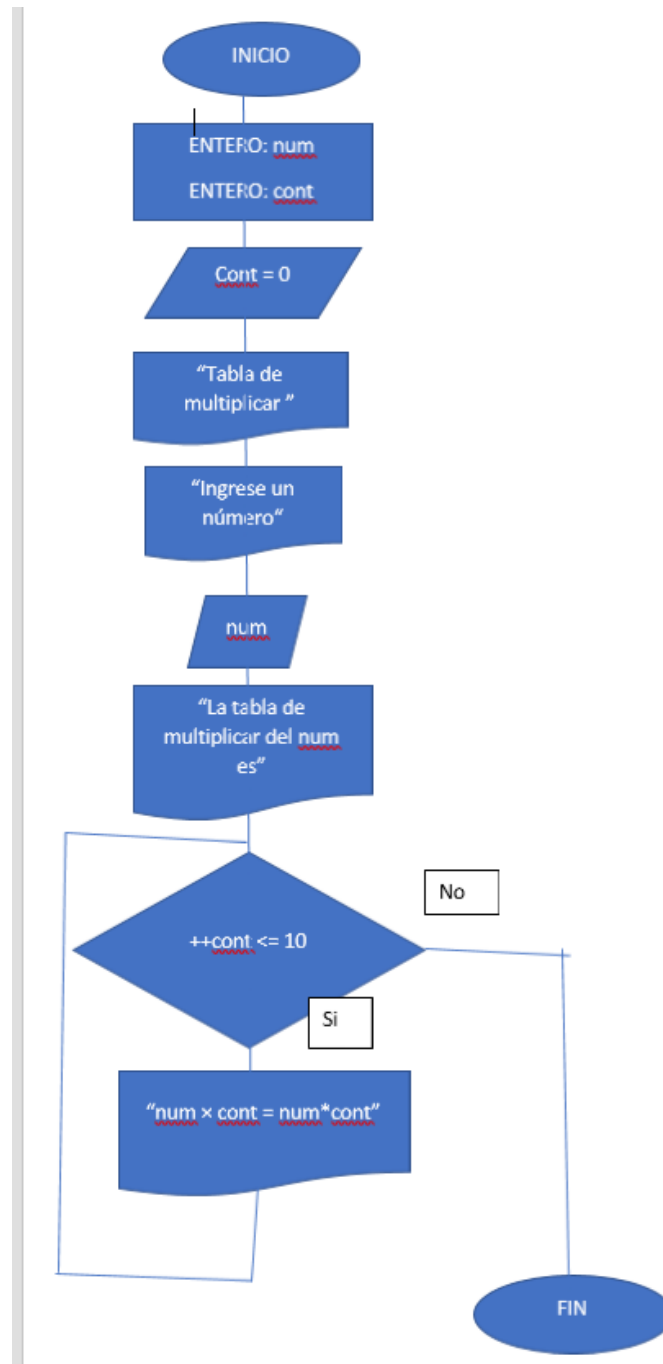 INICIO
ENTERO: num
ENTERO: cont
Cont = 0
“Tabla de
multiplicar ”
“Ingrese un
número“
num
“La tabla de
multiplicar del num
es”
++cont <= 10
No
Si
“num × cont = num*cont”
FIN